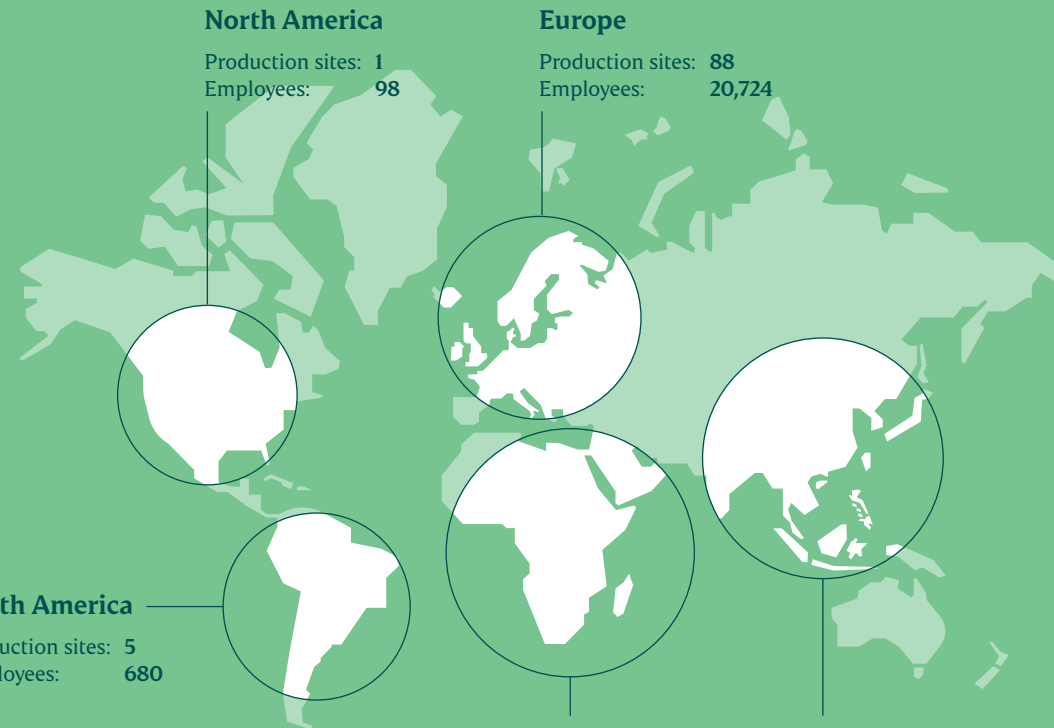 North America
Production sites: 1
Employees: 98
Europe
Production sites: 88
Employees: 20,724
th America
uction sites: 5
loyees: 680